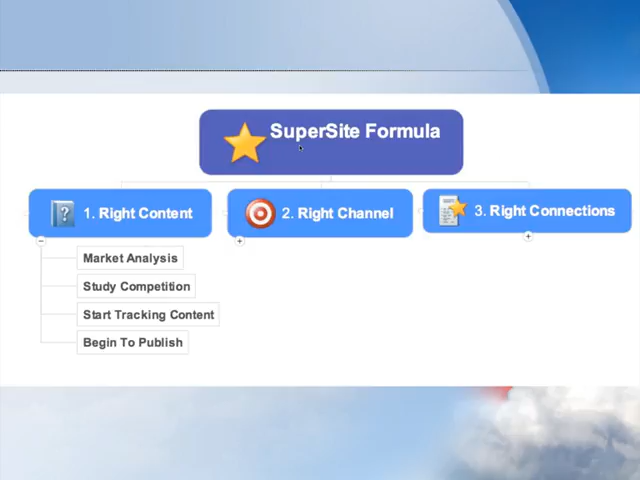 SuperSite Formula
1. Right Content
2. Right Channel
3. Right Connections
Market Analysis
Study Competition
Start Tracking Content
Begin To Publish